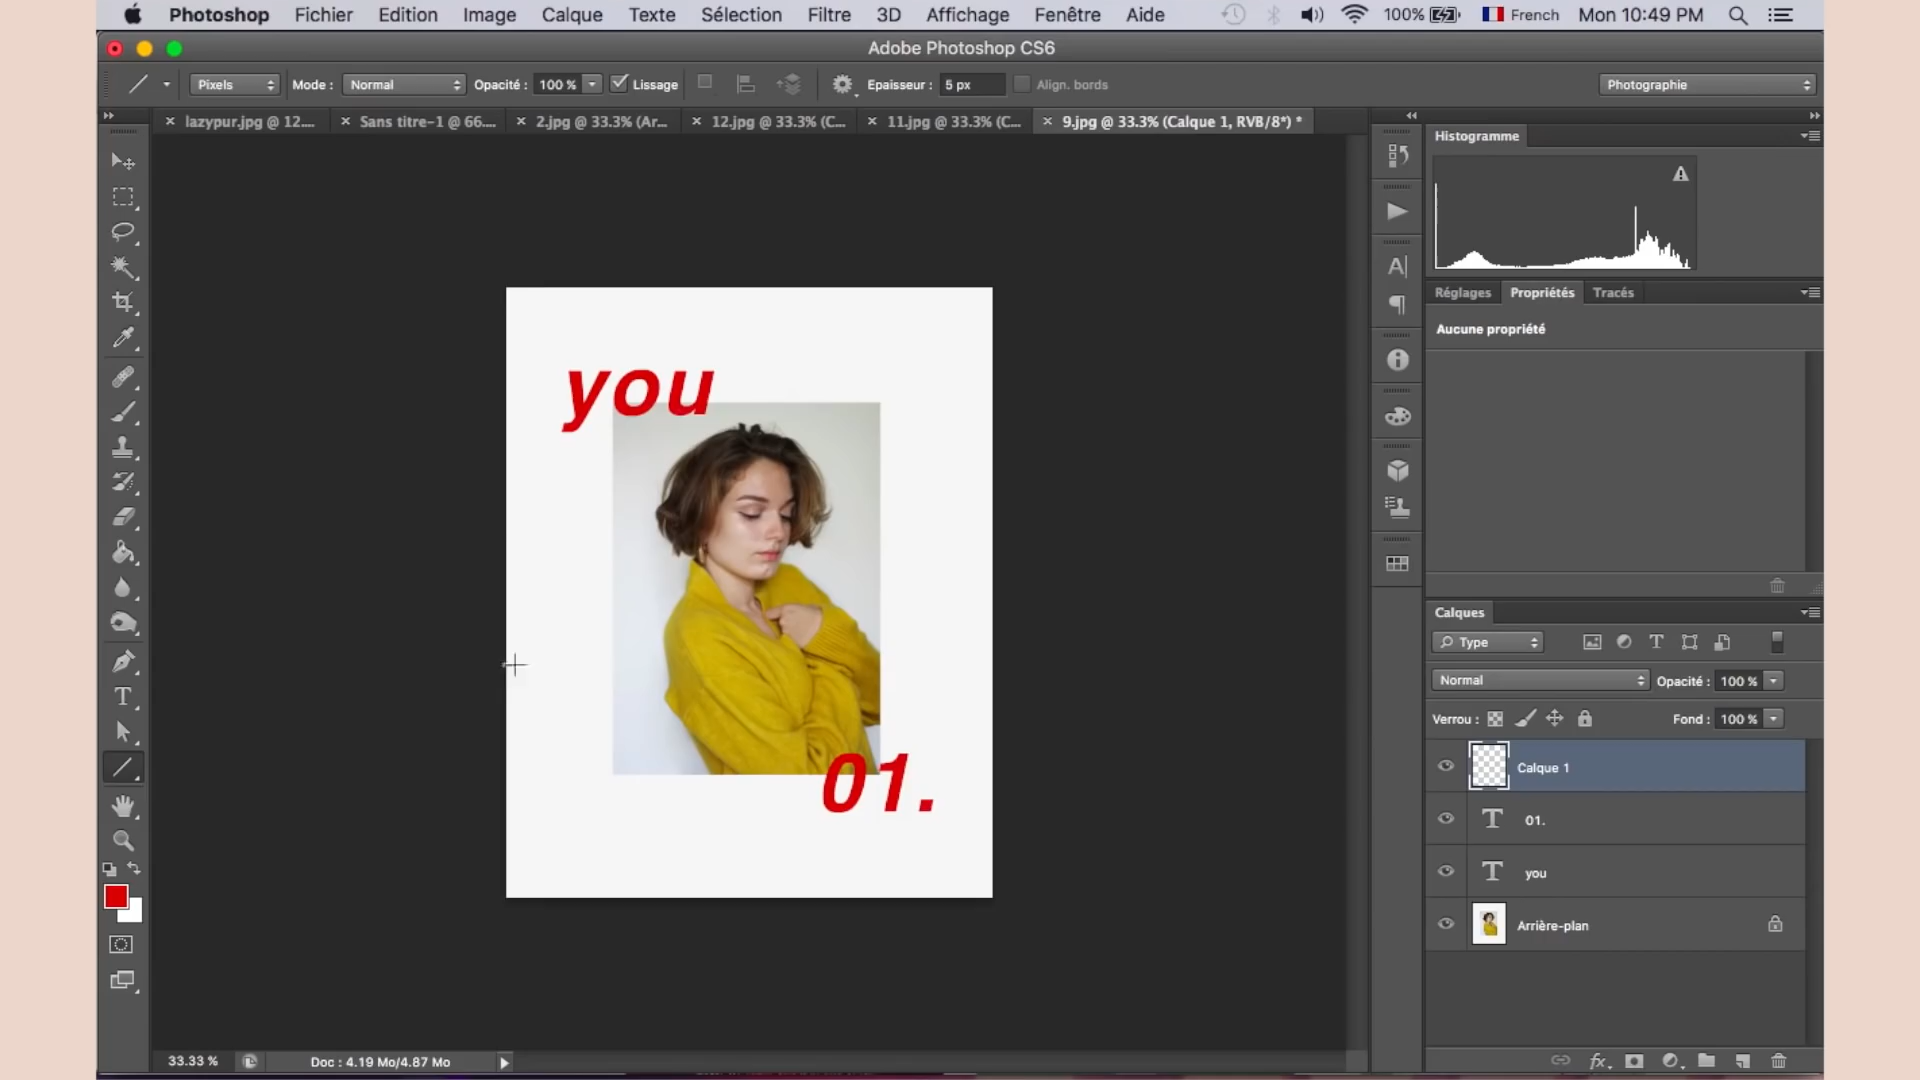 Photoshop Fichier Edition Image Calque Texte Sélection Filtre 3D Affichage Fenêtre Aide 100% French Mon 10:49 PM
Adobe Photoshop CS6
Pixels Mode : Normal Opacité : 100 % Lissage Epaisseur : 5 px Align. bords Photographie
lazypur.jpg @ 12.... Sans titre-1 @ 66.... 2.jpg @ 33.3% (Ar... 12.jpg @ 33.3% (C... 11.jpg @ 33.3% (C... 9.jpg @ 33.3% (Calque 1, RVB/8*) *
Histogramme
Réglages Propriétés Tracés
Aucune propriété
you
01.
Calques
Type
Normal Opacité : 100 %
Verrou : Fond : 100 %
Calque 1
01.
you
Arrière-plan
33.33 % Doc : 4.19 Mo/4.87 Mo
fx